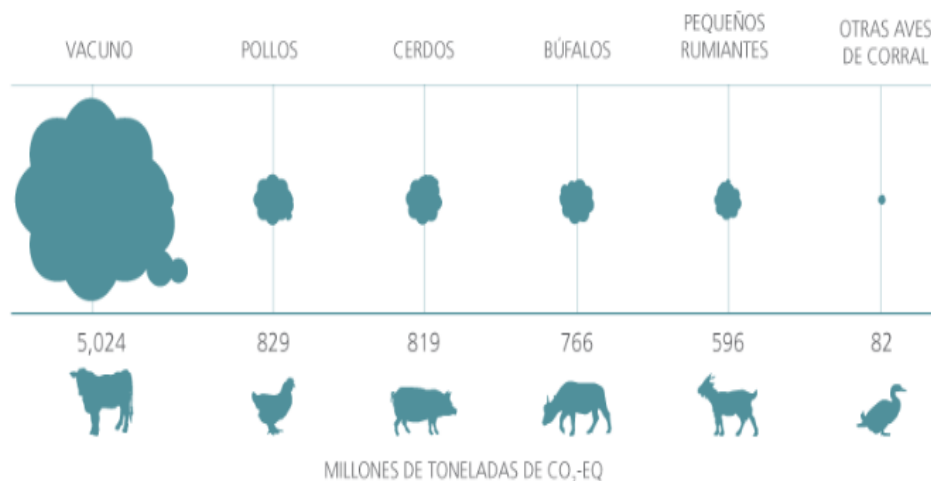 VACUNO
POLLOS
CERDOS
BÚFALOS
PEQUEÑOS
RUMIANTES
OTRAS AVES
DE CORRAL
5,024
829
819
766
596
82
MILLONES DE TONELADAS DE CO₂-EQ